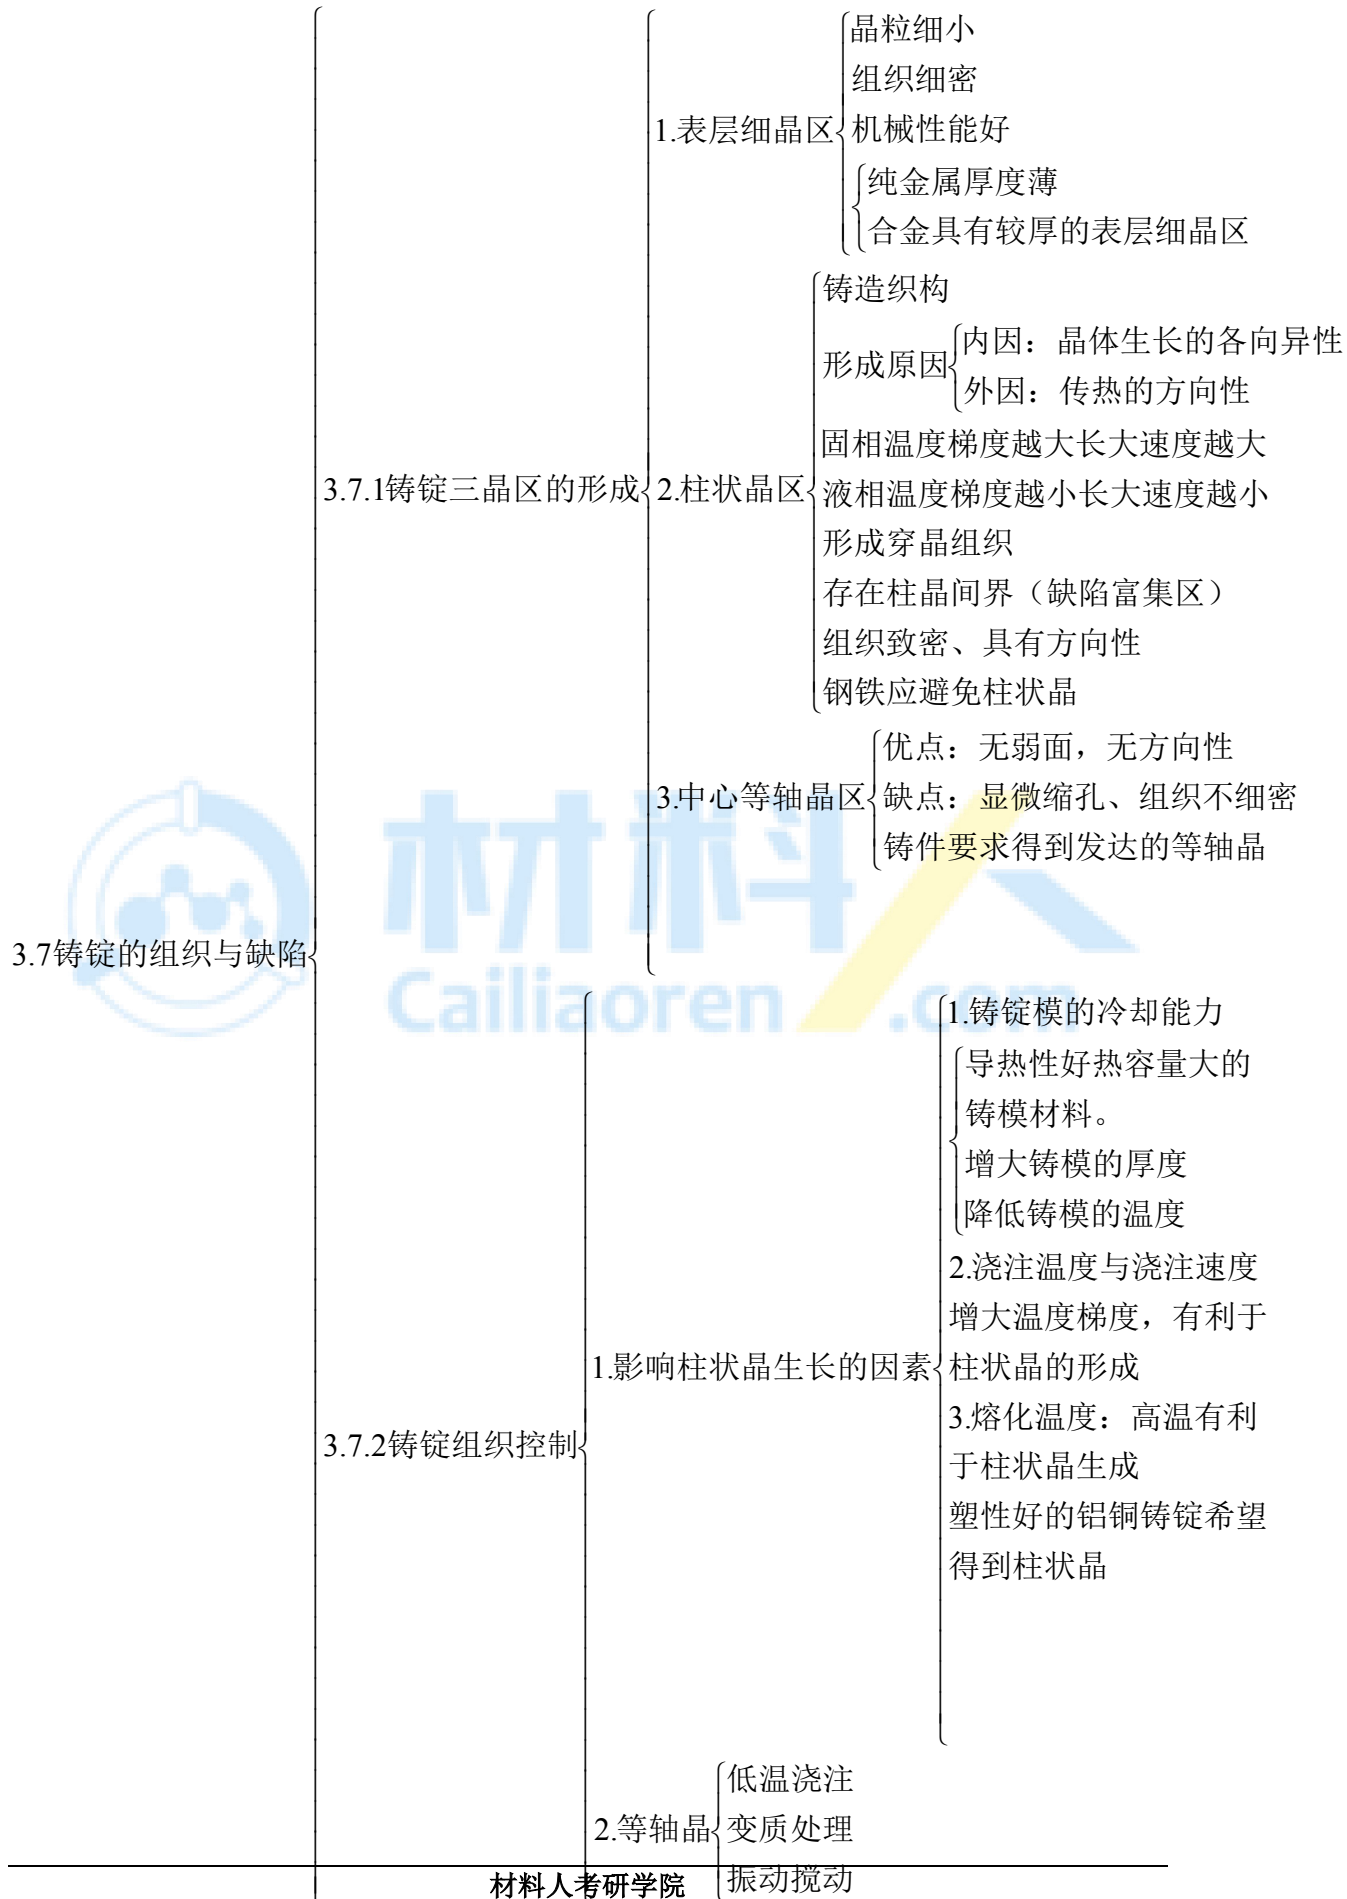 晶粒细小
组织细密
1.表层细晶区
机械性能好
纯金属厚度薄
合金具有较厚的表层细晶区
铸造织构
形成原因
内因：晶体生长的各向异性
外因：传热的方向性
固相温度梯度越大长大速度越大
3.7.1铸锭三晶区的形成
2.柱状晶区
液相温度梯度越小长大速度越小
形成穿晶组织
存在柱晶间界（缺陷富集区）
组织致密、具有方向性
钢铁应避免柱状晶
优点：无弱面，无方向性
3.中心等轴晶区
缺点：显微缩孔、组织不细密
铸件要求得到发达的等轴晶
材料人
Cailiaoren.com
3.7铸锭的组织与缺陷
1.铸锭模的冷却能力
导热性好热容量大的
铸模材料。
增大铸模的厚度
降低铸模的温度
2.浇注温度与浇注速度
增大温度梯度，有利于
1.影响柱状晶生长的因素
柱状晶的形成
3.熔化温度：高温有利
3.7.2铸锭组织控制
于柱状晶生成
塑性好的铝铜铸锭希望
得到柱状晶
低温浇注
2.等轴晶
变质处理
振动搅动
材料人考研学院